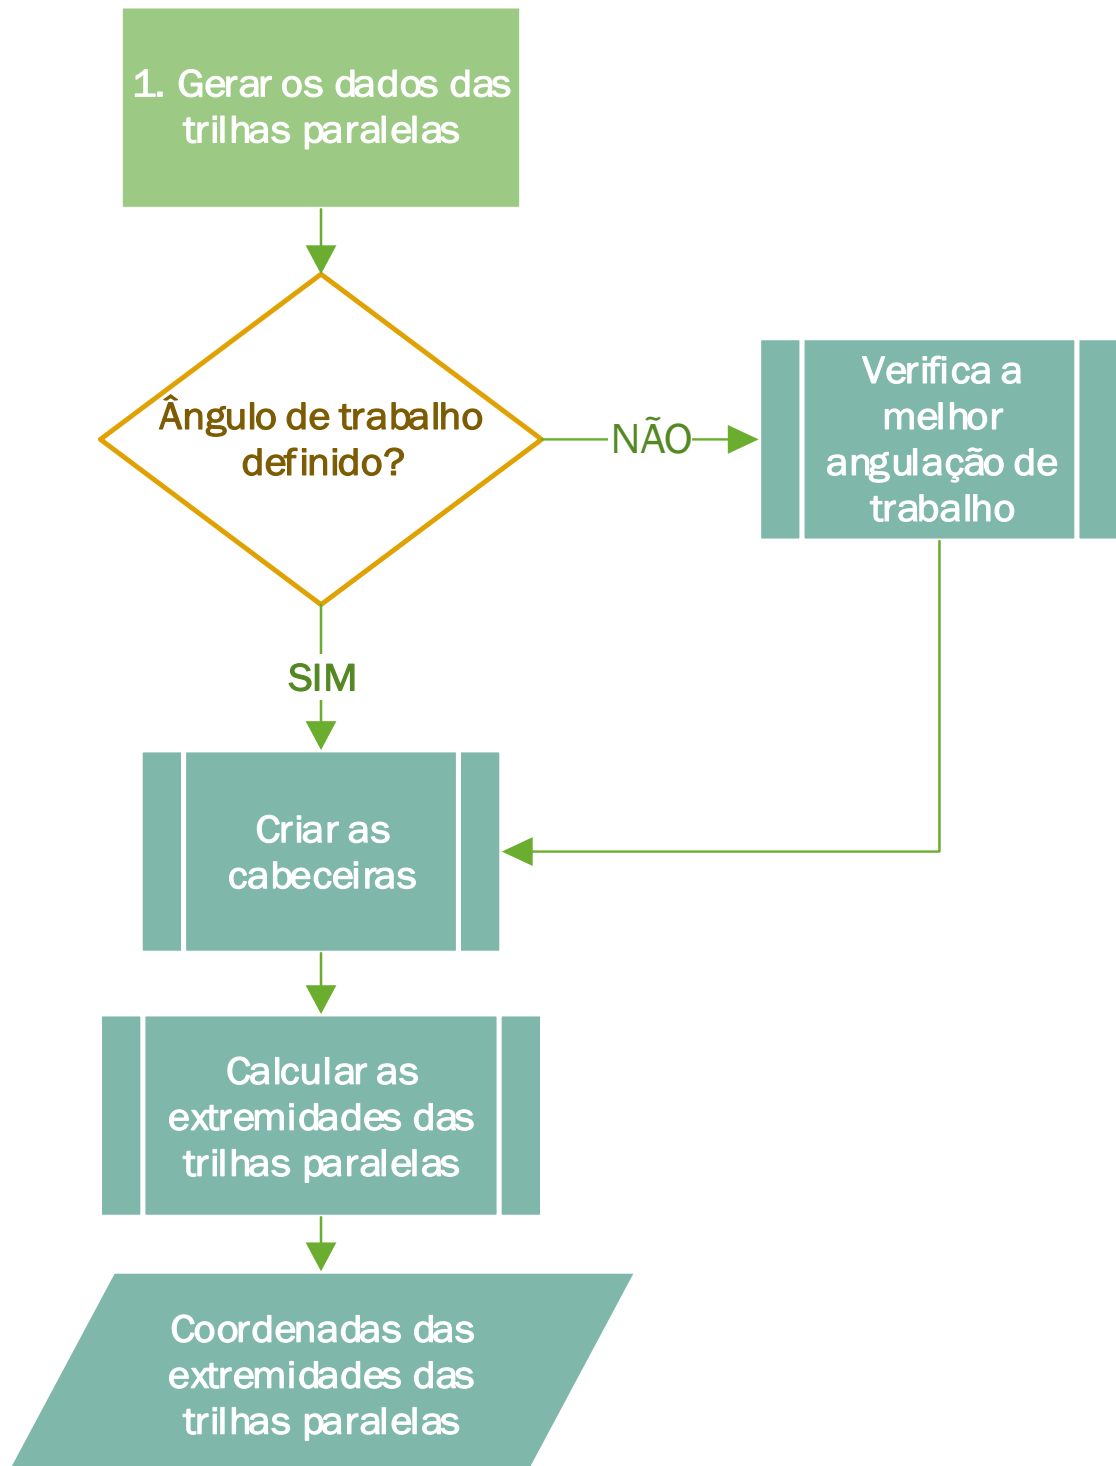 1. Gerar os dados das
trilhas paralelas
Ângulo de trabalho
definido?
NÃO
Verifica a
melhor
angulação de
trabalho
SIM
Criar as
cabeceiras
Calcular as
extremidades das
trilhas paralelas
Coordenadas das
extremidades das
trilhas paralelas